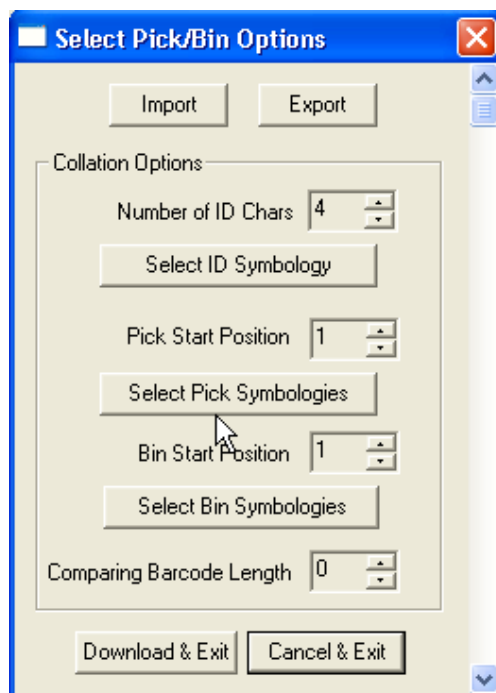 Select Pick/Bin Options
Import Export
Collation Options
Number of ID Chars 4
Select ID Symbology
Pick Start Position 1
Select Pick Symbologies
Bin Start Position 1
Select Bin Symbologies
Comparing Barcode Length 0
Download & Exit Cancel & Exit